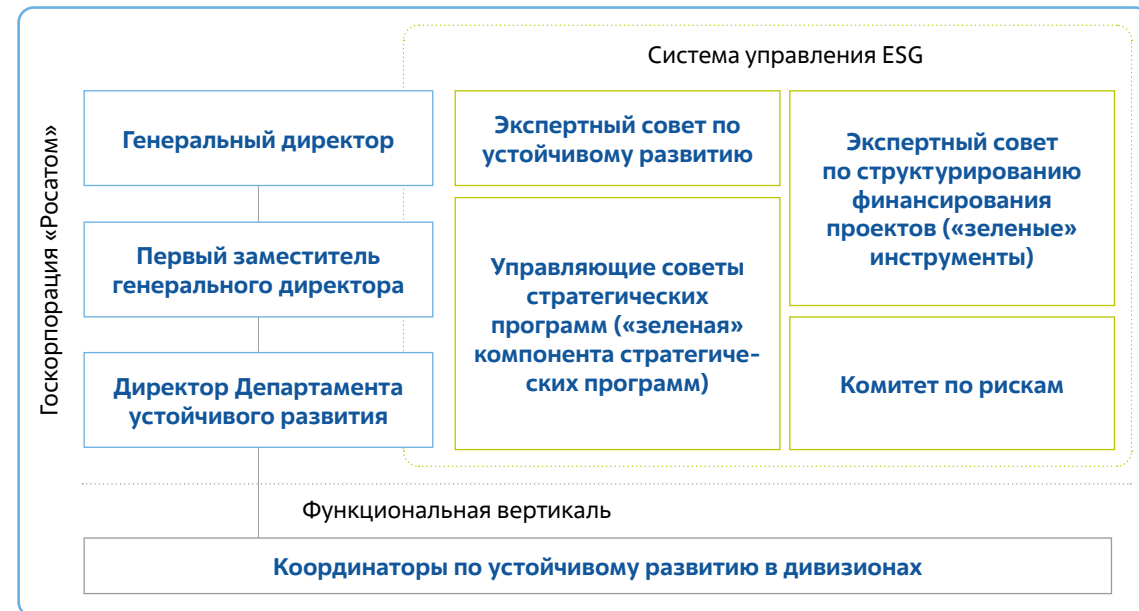 Госкорпорация «Росатом»
Система управления ESG
Генеральный директор
Первый заместитель
генерального директора
Директор Департамента
устойчивого развития
Экспертный совет по
устойчивому развитию
Управляющие советы
стратегических
программ («зеленая»
компонента стратегиче-
ских программ)
Экспертный совет
по структурированию
финансирования
проектов («зеленые»
инструменты)
Комитет по рискам
Функциональная вертикаль
Координаторы по устойчивому развитию в дивизионах